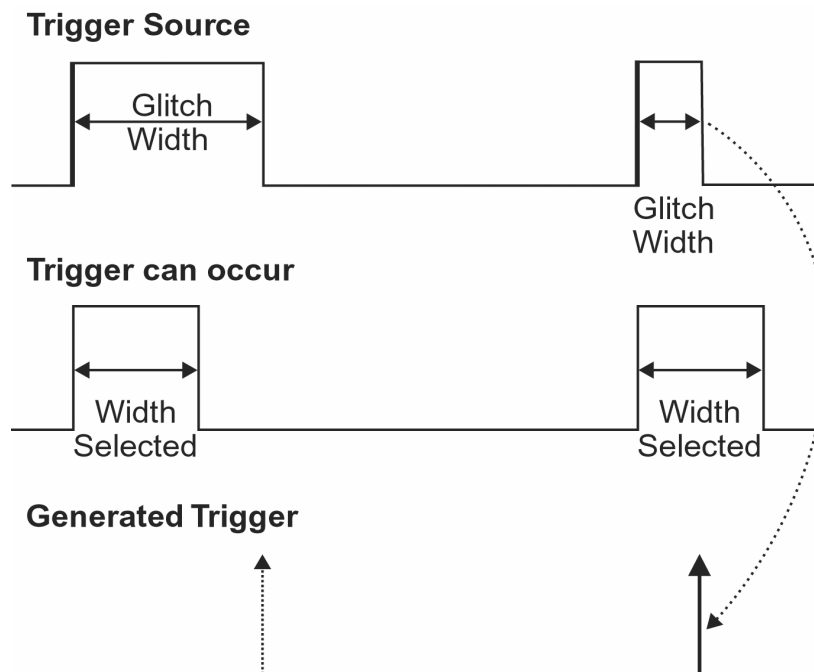 Trigger Source
Glitch
Width
Glitch
Width
Trigger can occur
Width
Selected
Width
Selected
Generated Trigger